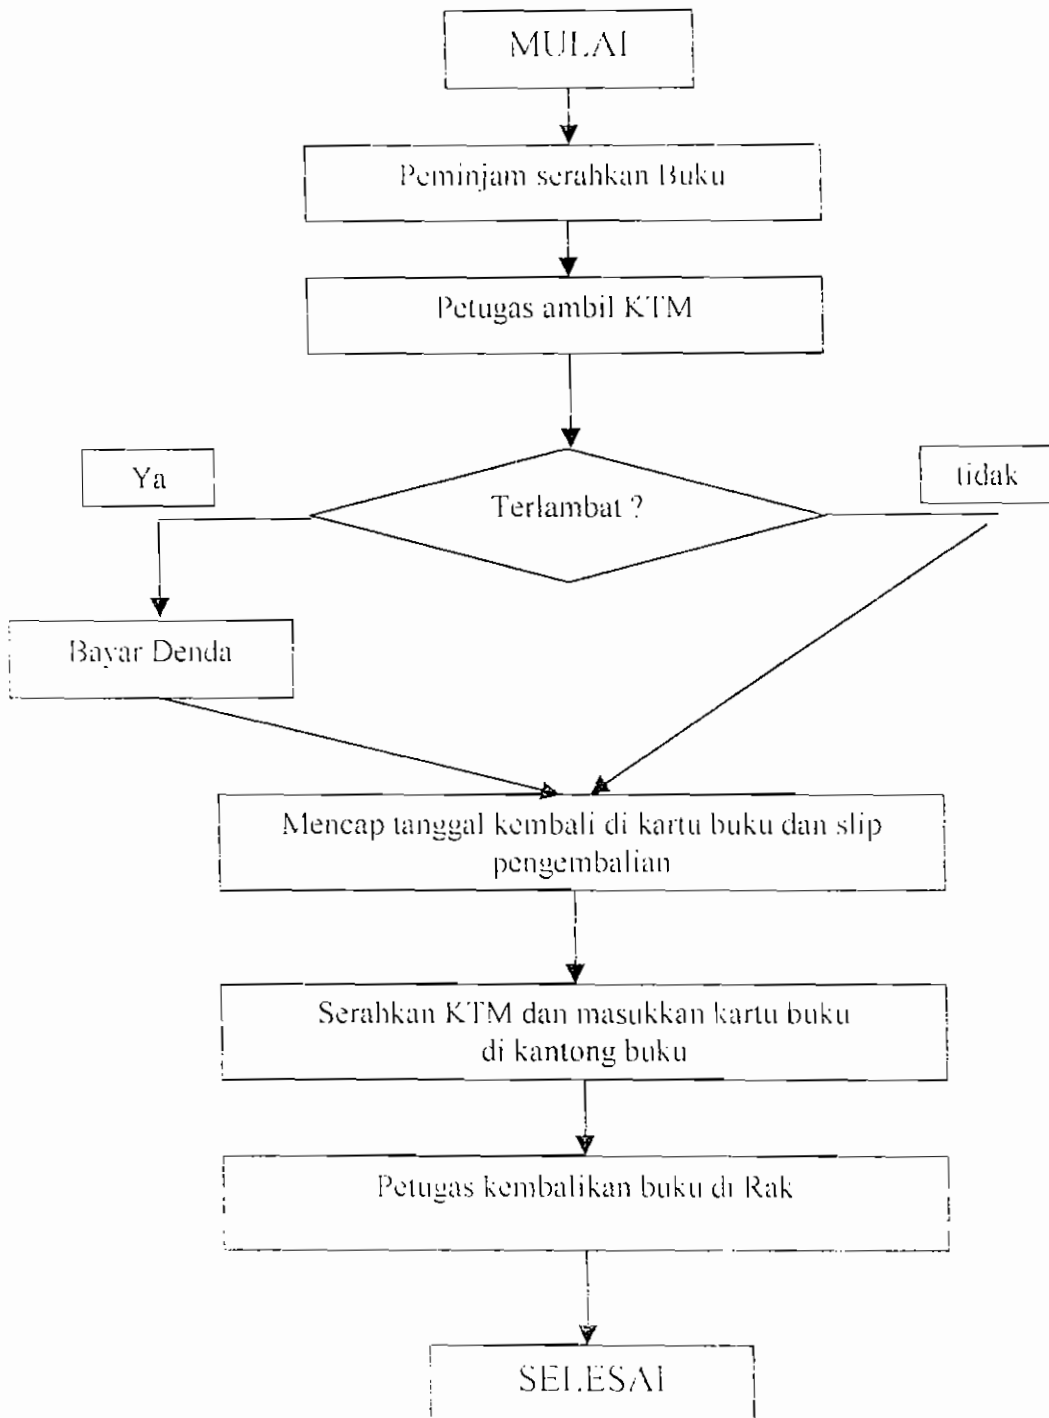 MULAI
Peminjam serahkan Buku
Petugas ambil KTM
Ya
Terlambat ?
tidak
Bayar Denda
Mencap tanggal kembali di kartu buku dan slip
pengembalian
Serahkan KTM dan masukkan kartu buku
di kantong buku
Petugas kembalikan buku di Rak
SELESAI